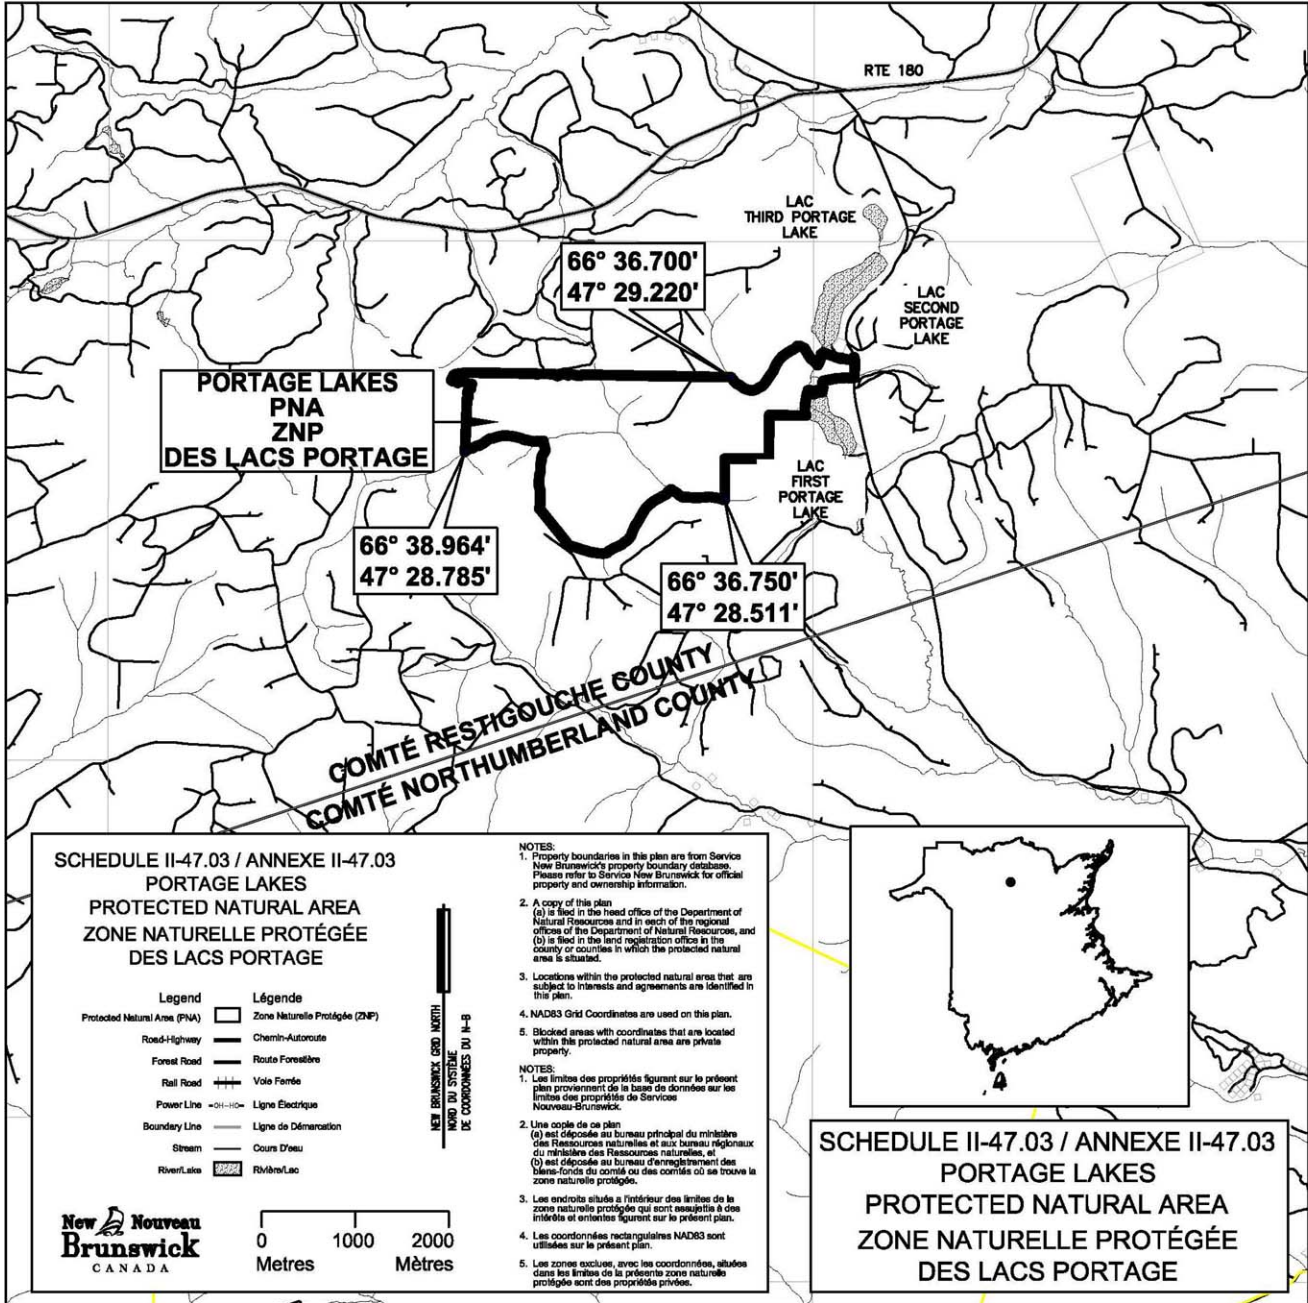 RTE 180
LAC
THIRD PORTAGE
LAKE
66° 36.700'
47° 29.220'
LAC
SECOND
PORTAGE
LAKE
PORTAGE LAKES
PNA
ZNP
DES LACS PORTAGE
LAC
FIRST
PORTAGE
LAKE
66° 38.964'
47° 28.785'
66° 36.750'
47° 28.511'
COMTÉ RESTIGOUCHE COUNTY
COMTÉ NORTHUMBERLAND COUNTY
SCHEDULE II-47.03 / ANNEXE II-47.03
PORTAGE LAKES
PROTECTED NATURAL AREA
ZONE NATURELLE PROTÉGÉE
DES LACS PORTAGE
Legend Légende
Protected Natural Area (PNA) Zone Naturelle Protégée (ZNP)
Road-Highway Chemin-Autoroute
Forest Road Route Forestière
Rail Road Voie Ferrée
Power Line -OH-HO- Ligne Électrique
Boundary Line Ligne de Démarcation
Stream Cours D'eau
River/Lake Rivière/Lac
NEW BRUNSWICK GRID NORTH
NORD DU SYSTÈME
DE COORDONNÉES DU N-B
New Nouveau
Brunswick
CANADA
0 1000 2000
Metres Mètres
NOTES:
1. Property boundaries in this plan are from Service
New Brunswick's property boundary database.
Please refer to Service New Brunswick for official
property and ownership information.
2. A copy of this plan
(a) is filed in the head office of the Department of
Natural Resources and in each of the regional
offices of the Department of Natural Resources, and
(b) is filed in the land registration office in the
county or counties in which the protected natural
area is situated.
3. Locations within the protected natural area that are
subject to interests and agreements are identified in
this plan.
4. NAD83 Grid Coordinates are used on this plan.
5. Blocked areas with coordinates that are located
within this protected natural area are private
property.
NOTES:
1. Les limites des propriétés figurant sur le présent
plan proviennent de la base de données sur les
limites des propriétés de Services
Nouveau-Brunswick.
2. Une copie de ce plan
(a) est déposée au bureau principal du ministère
des Ressources naturelles et aux bureau régionaux
du ministère des Ressources naturelles, et
(b) est déposée au bureau d'enregistrement des
biens-fonds du comté ou des comtés où se trouve la
zone naturelle protégée.
3. Les endroits situés a l'intérieur des limites de la
zone naturelle protégée qui sont assujettis à des
intérêts et ententes figurent sur le présent plan.
4. Les coordonnées rectangulaires NAD83 sont
utilisées sur le présent plan.
5. Les zones exclues, avec les coordonnées, situées
dans les limites de la présente zone naturelle
protégée sont des propriétés privées.
SCHEDULE II-47.03 / ANNEXE II-47.03
PORTAGE LAKES
PROTECTED NATURAL AREA
ZONE NATURELLE PROTÉGÉE
DES LACS PORTAGE